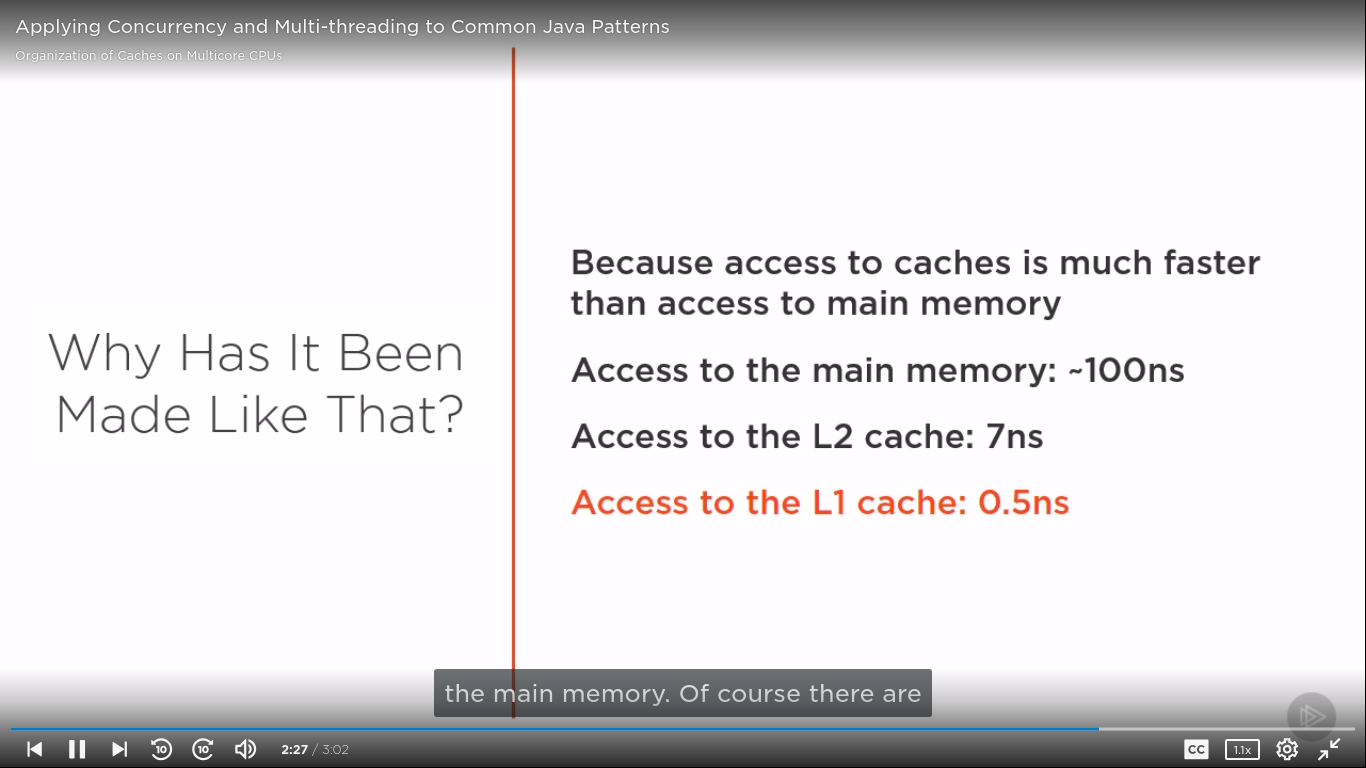 Applying Concurrency and Multi-threading to Common Java Patterns
Organization of Caches on Multicore CPUs
Why Has It Been
Made Like That?
Because access to caches is much faster
than access to main memory
Access to the main memory: ~100ns
Access to the L2 cache: 7ns
Access to the L1 cache: 0.5ns
the main memory. Of course there are
10 10 2:27 / 3:02 CC 1.1x